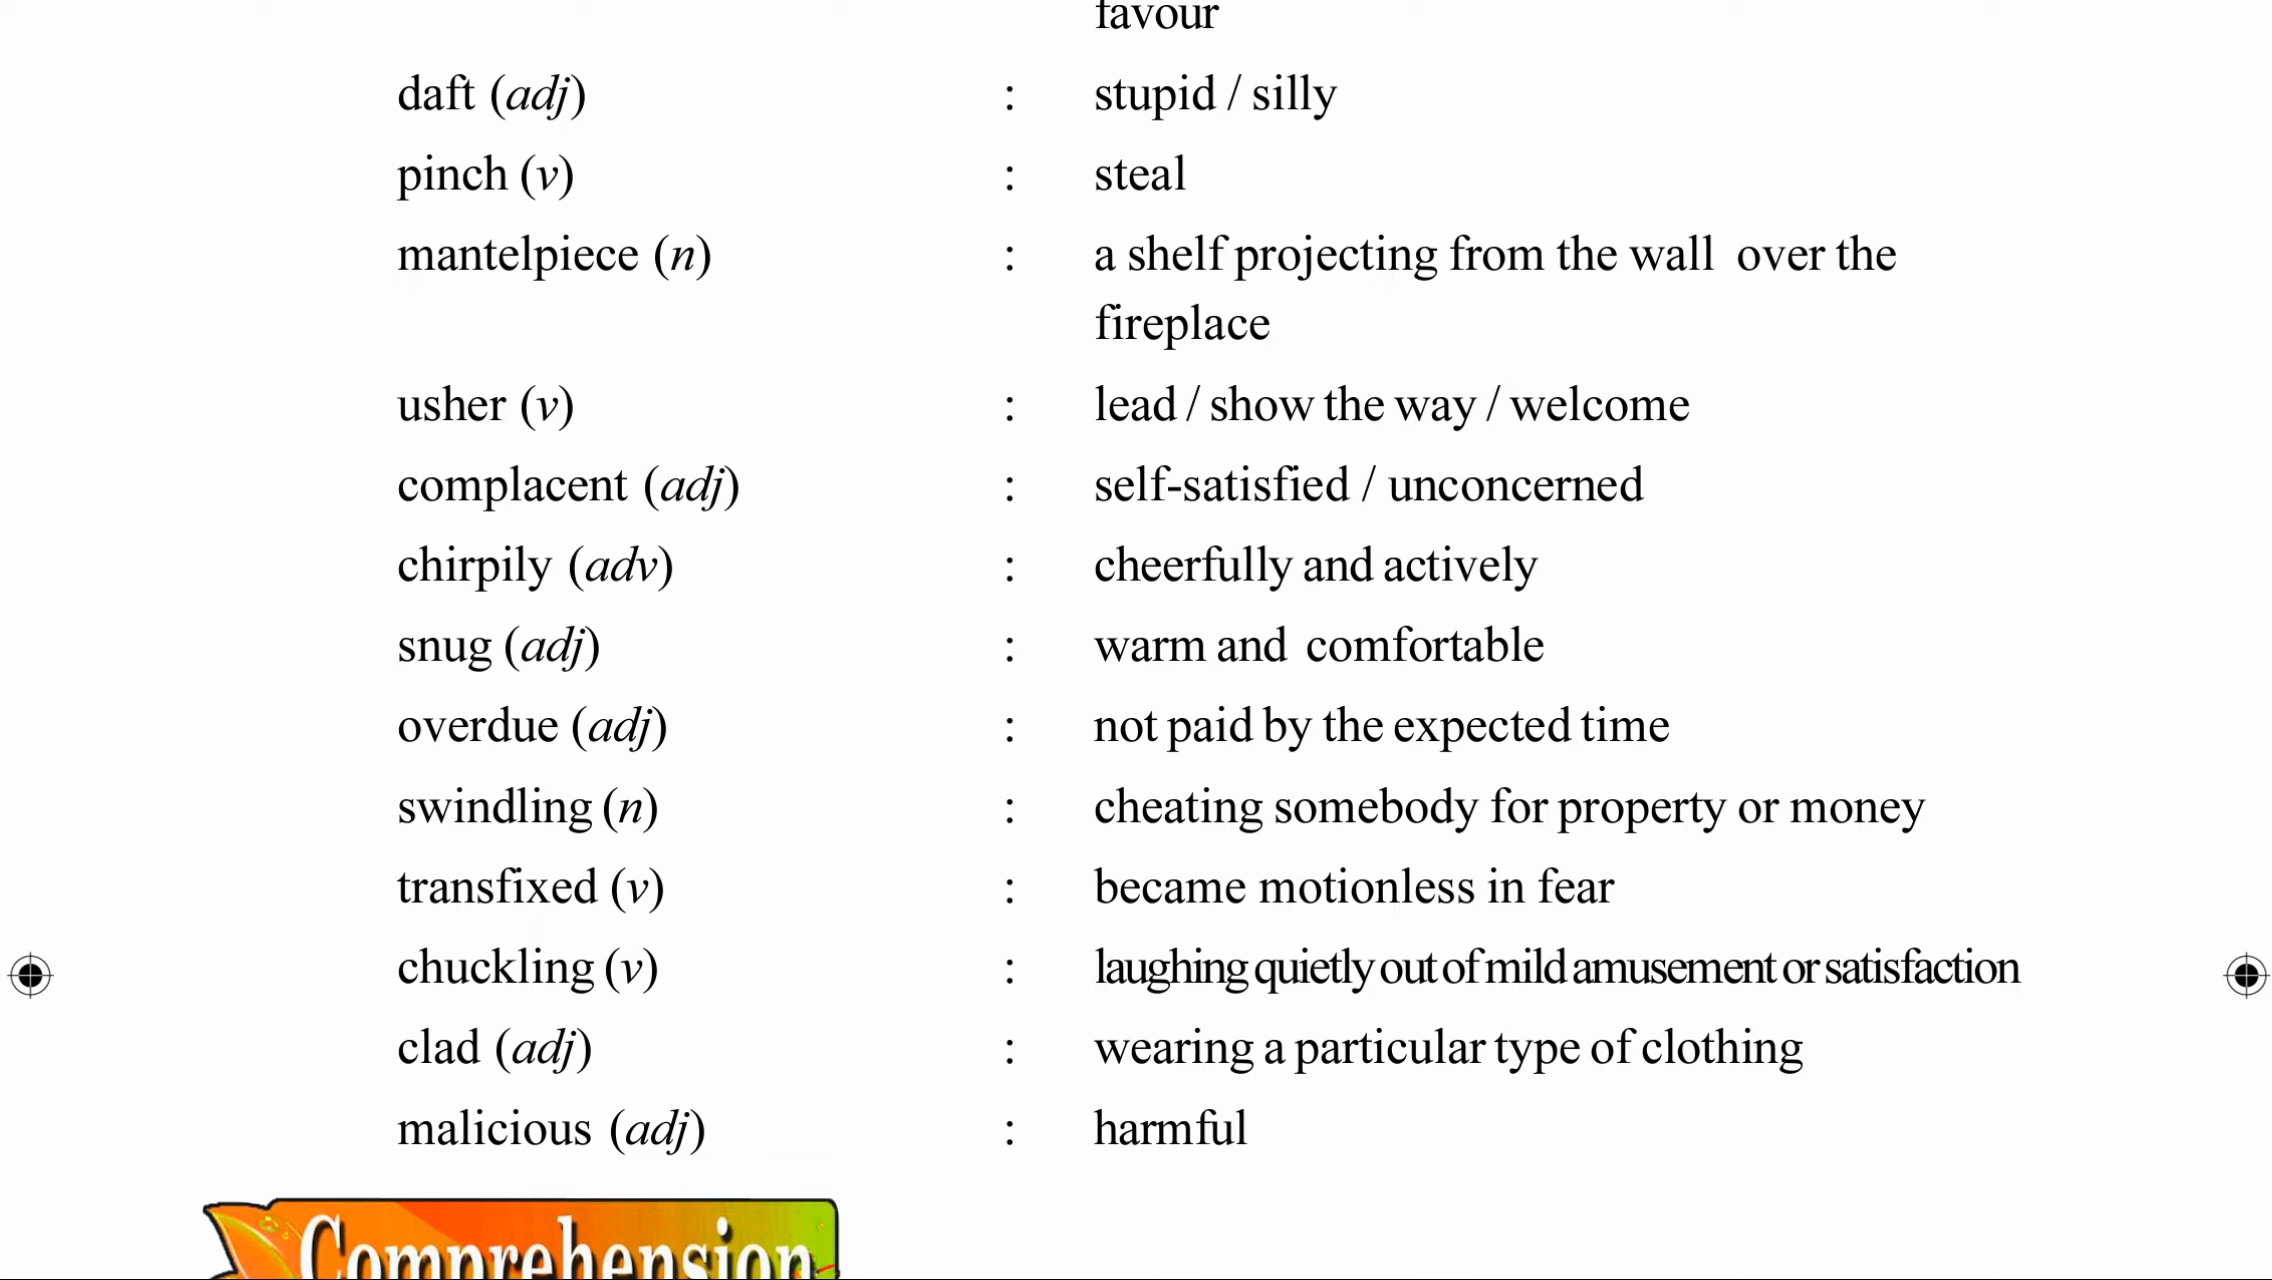 favour
daft (adj) : stupid / silly
pinch (v) : steal
mantelpiece (n) : a shelf projecting from the wall over the
fireplace
usher (v) : lead / show the way / welcome
complacent (adj) : self-satisfied / unconcerned
chirpily (adv) : cheerfully and actively
snug (adj) : warm and comfortable
overdue (adj) : not paid by the expected time
swindling (n) : cheating somebody for property or money
transfixed (v) : became motionless in fear
chuckling (v) : laughing quietly out of mild amusement or satisfaction
clad (adj) : wearing a particular type of clothing
malicious (adj) : harmful
Comprehension